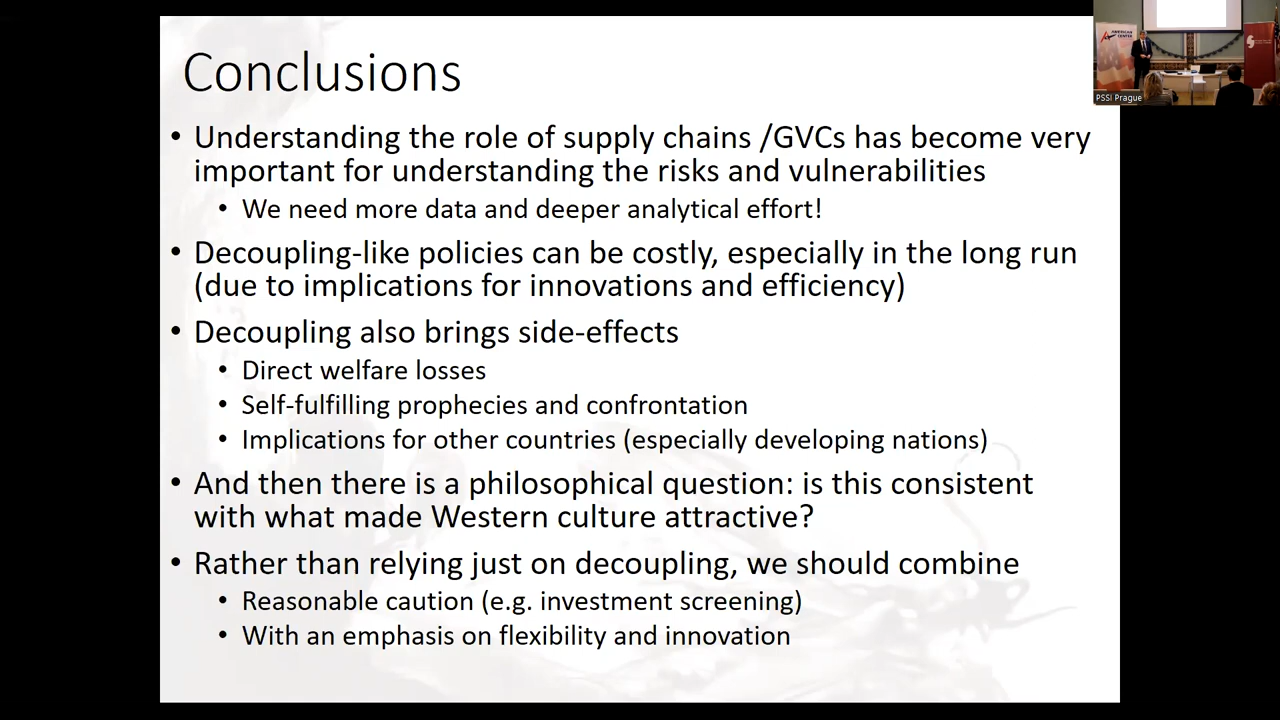 Conclusions
• Understanding the role of supply chains /GVCs has become very
important for understanding the risks and vulnerabilities
• We need more data and deeper analytical effort!
• Decoupling-like policies can be costly, especially in the long run
(due to implications for innovations and efficiency)
• Decoupling also brings side-effects
• Direct welfare losses
• Self-fulfilling prophecies and confrontation
• Implications for other countries (especially developing nations)
• And then there is a philosophical question: is this consistent
with what made Western culture attractive?
• Rather than relying just on decoupling, we should combine
• Reasonable caution (e.g. investment screening)
• With an emphasis on flexibility and innovation
AMERICAN
CENTER
PSSI Prague